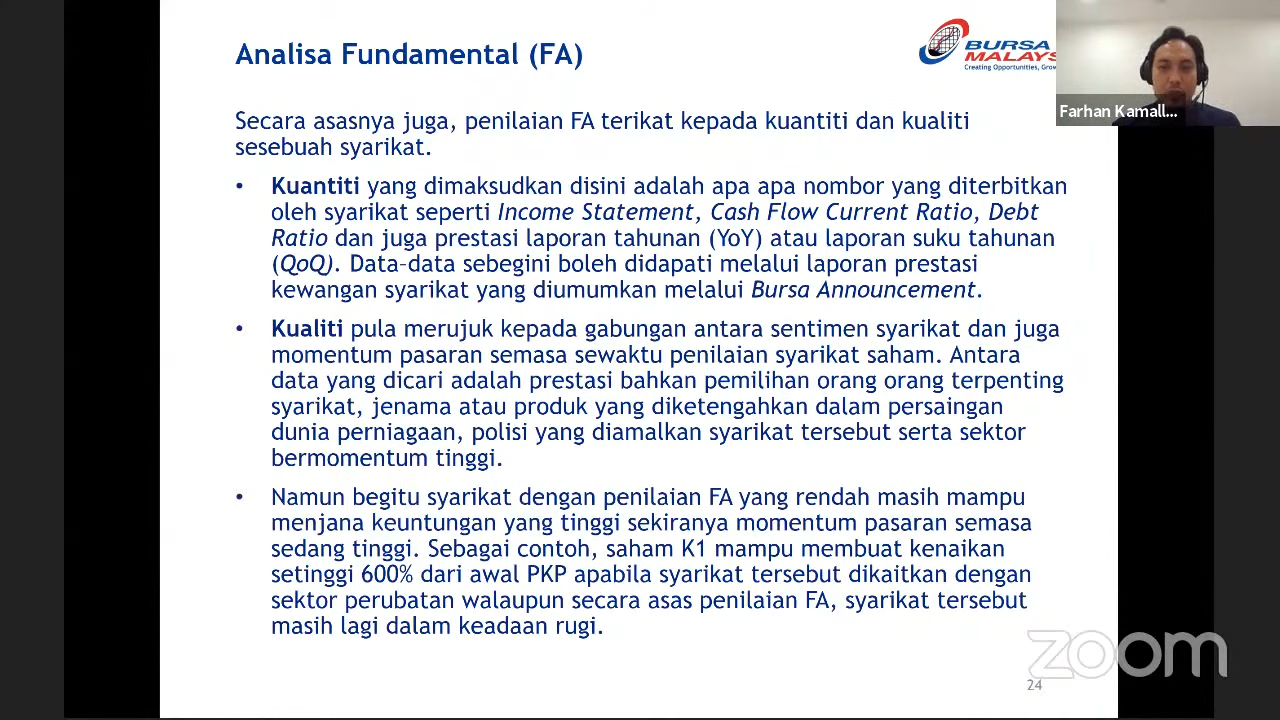 Analisa Fundamental (FA)
BURSA
MALAYS
Creating Opportunities, Grow
Farhan Kamall...
Secara asasnya juga, penilaian FA terikat kepada kuantiti dan kualiti
sesebuah syarikat.
• Kuantiti yang dimaksudkan disini adalah apa apa nombor yang diterbitkan
oleh syarikat seperti Income Statement, Cash Flow Current Ratio, Debt
Ratio dan juga prestasi laporan tahunan (YoY) atau laporan suku tahunan
(QoQ). Data-data sebegini boleh didapati melalui laporan prestasi
kewangan syarikat yang diumumkan melalui Bursa Announcement.
• Kualiti pula merujuk kepada gabungan antara sentimen syarikat dan juga
momentum pasaran semasa sewaktu penilaian syarikat saham. Antara
data yang dicari adalah prestasi bahkan pemilihan orang orang terpenting
syarikat, jenama atau produk yang diketengahkan dalam persaingan
dunia perniagaan, polisi yang diamalkan syarikat tersebut serta sektor
bermomentum tinggi.
• Namun begitu syarikat dengan penilaian FA yang rendah masih mampu
menjana keuntungan yang tinggi sekiranya momentum pasaran semasa
sedang tinggi. Sebagai contoh, saham K1 mampu membuat kenaikan
setinggi 600% dari awal PKP apabila syarikat tersebut dikaitkan dengan
sektor perubatan walaupun secara asas penilaian FA, syarikat tersebut
masih lagi dalam keadaan rugi.
zoom
24